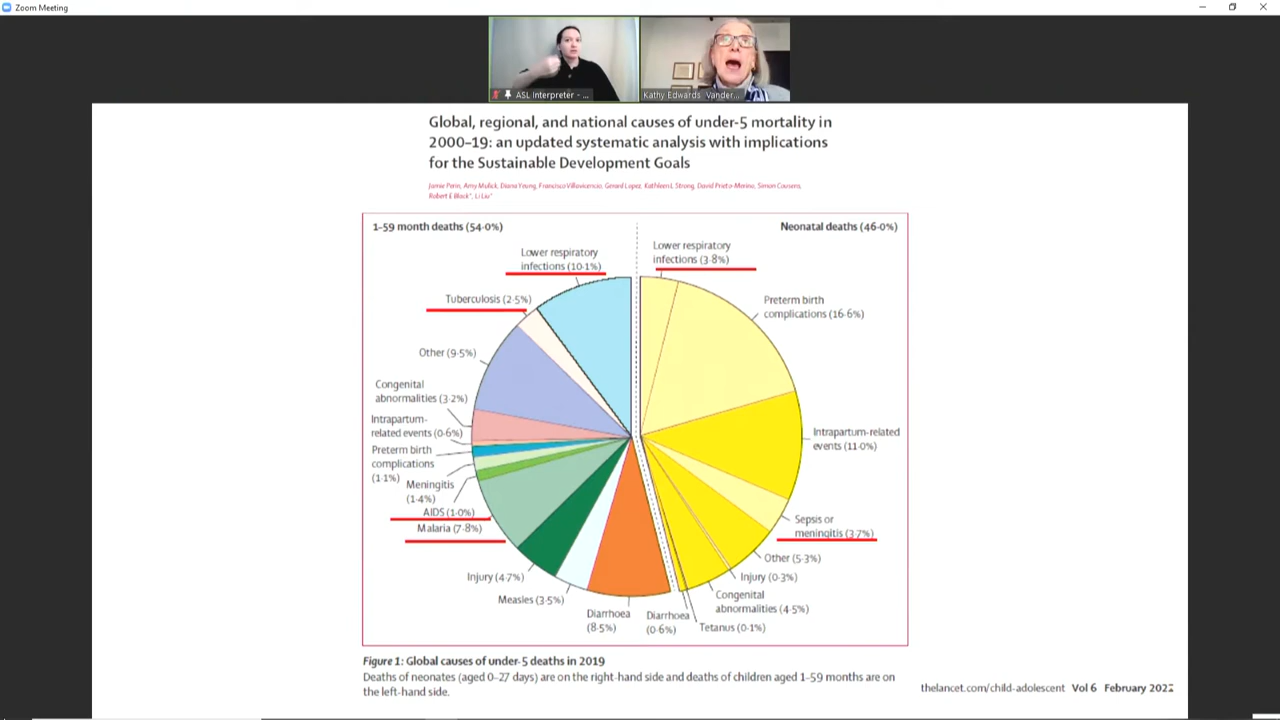 Zoom Meeting
ASL Interpreter - ...
Kathy Edwards Vander...
Global, regional, and national causes of under-5 mortality in
2000–19: an updated systematic analysis with implications
for the Sustainable Development Goals
Jamie Perin, Amy Mulick, Diana Yeung, Francisco Villavicencio, Gerard Lopez, Kathleen L Strong, David Prieto-Merino, Simon Cousens,
Robert E Black*, Li Liu*
1–59 month deaths (54·0%)
Neonatal deaths (46·0%)
Lower respiratory
infections (10·1%)
Lower respiratory
infections (3·8%)
Tuberculosis (2·5%)
Preterm birth
complications (16·6%)
Other (9·5%)
Congenital
abnormalities (3·2%)
Intrapartum-
related events (0·6%)
Intrapartum-related
events (11·0%)
Preterm birth
complications
(1·1%)
Meningitis
(1·4%)
AIDS (1·0%)
Malaria (7·8%)
Sepsis or
meningitis (3·7%)
Other (5·3%)
Injury (4·7%)
Injury (0·3%)
Measles (3·5%)
Congenital
abnormalities (4·5%)
Diarrhoea
(8·5%)
Diarrhoea
(0·6%)
Tetanus (0·1%)
Figure 1: Global causes of under-5 deaths in 2019
Deaths of neonates (aged 0–27 days) are on the right-hand side and deaths of children aged 1–59 months are on
the left-hand side.
thelancet.com/child-adolescent Vol 6 February 2022